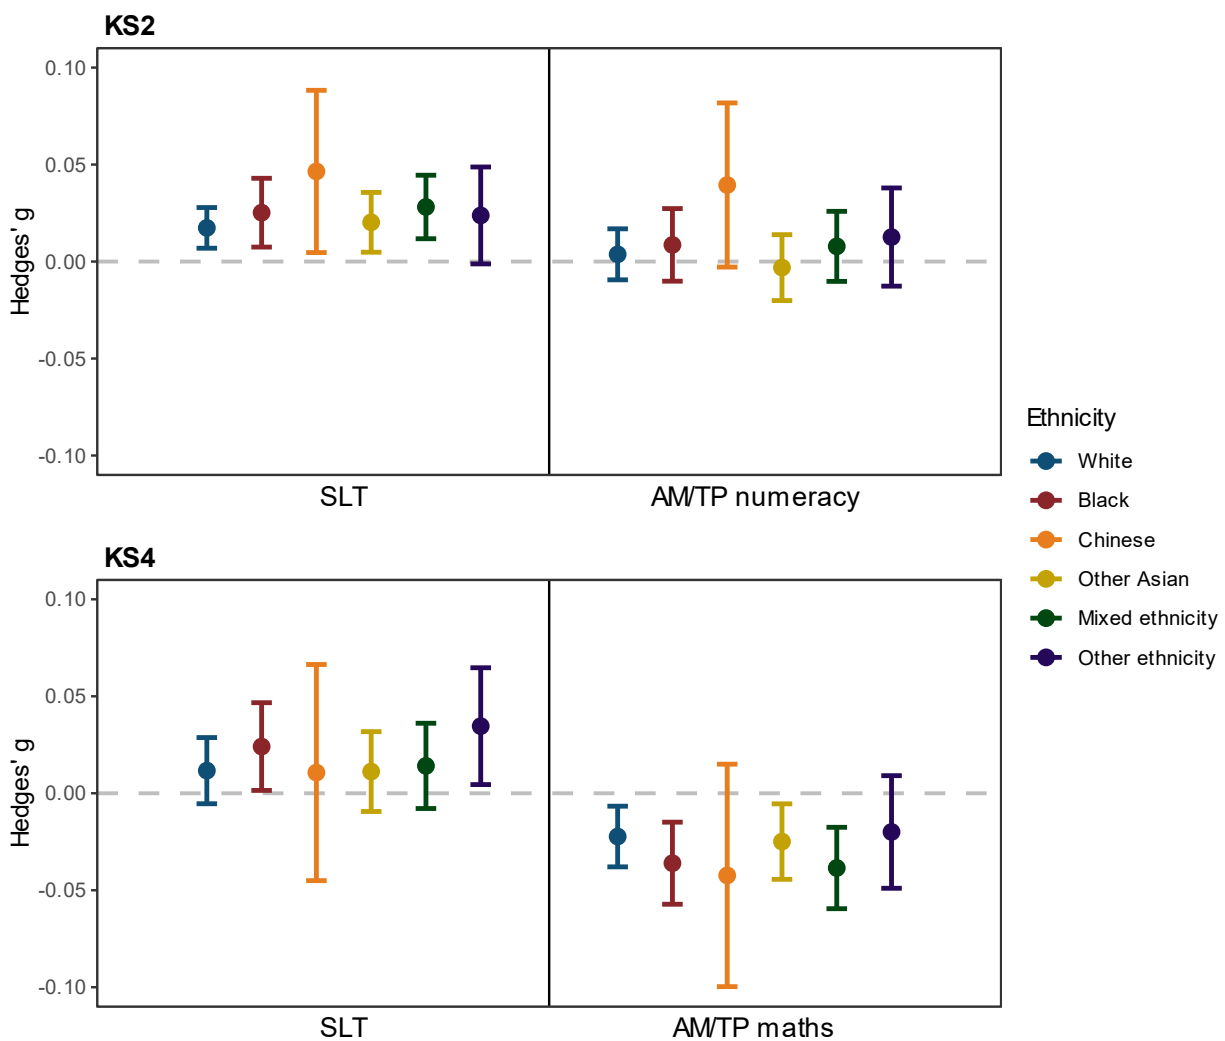 KS2
0.10
0.05
0.00
-0.05
-0.10
Hedges' g
SLT
AM/TP numeracy
KS4
0.10
0.05
0.00
-0.05
-0.10
Hedges' g
SLT
AM/TP maths
Ethnicity
White
Black
Chinese
Other Asian
Mixed ethnicity
Other ethnicity